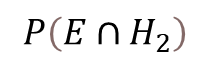 P(E ∩ H₂)